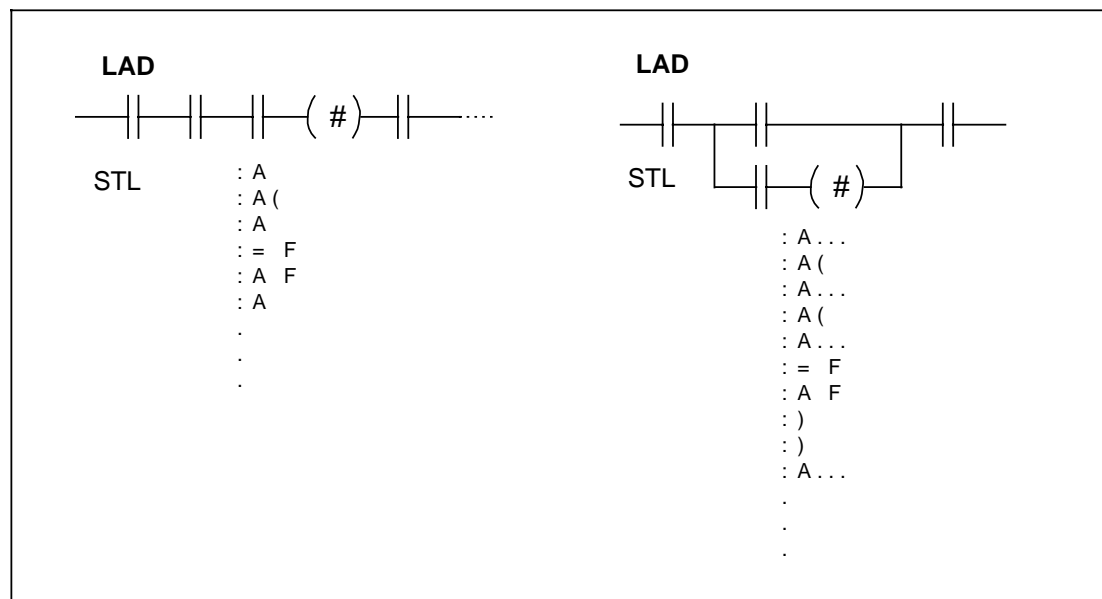 LAD
( # )
STL
: A
: A (
: A
: = F
: A F
: A
.
.
.
LAD
( # )
STL
: A . . .
: A (
: A . . .
: A (
: A . . .
: = F
: A F
: )
: )
: A . . .
.
.
.